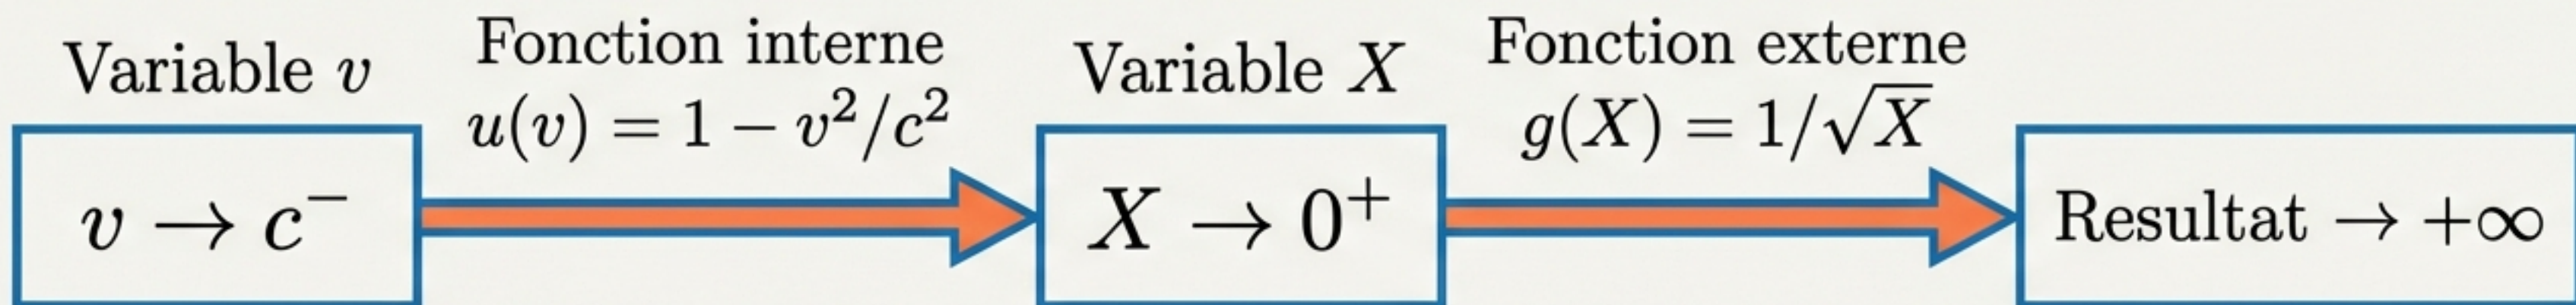 Variable v
Fonction interne
u(v) = 1 − v²/c²
Variable X
Fonction externe
g(X) = 1/√X
v → c⁻
X → 0⁺
Resultat → +∞